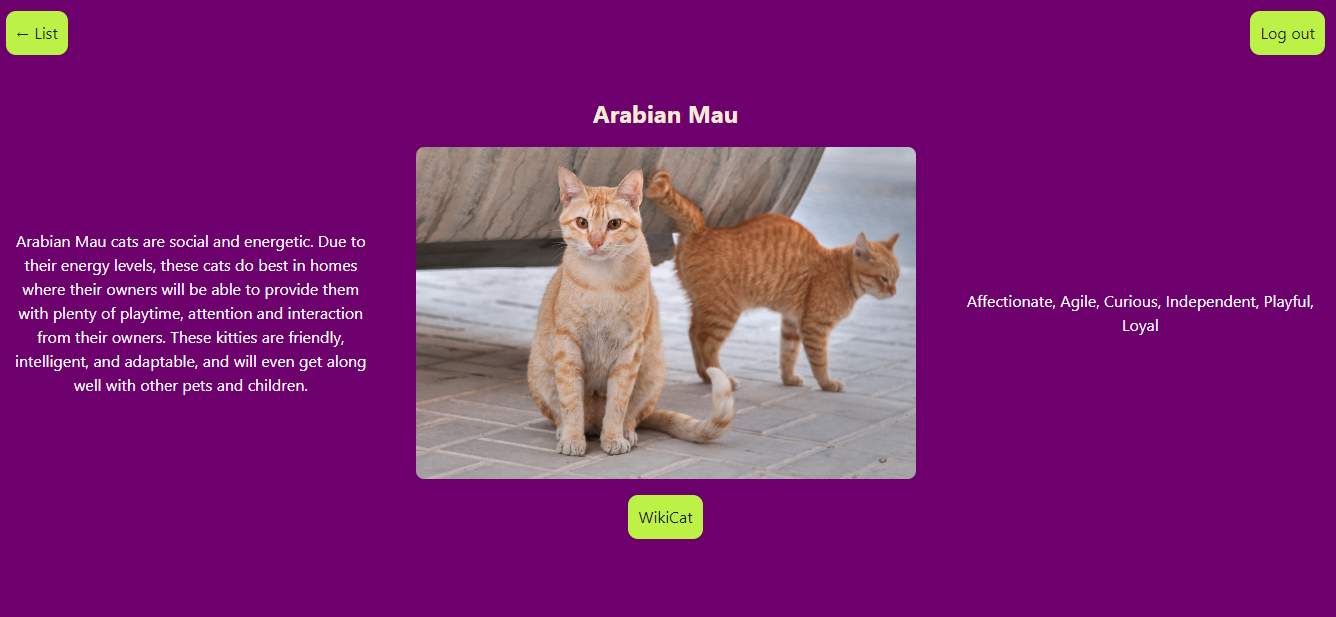 ← List
Log out
Arabian Mau
Arabian Mau cats are social and energetic. Due to
their energy levels, these cats do best in homes
where their owners will be able to provide them
with plenty of playtime, attention and interaction
from their owners. These kitties are friendly,
intelligent, and adaptable, and will even get along
well with other pets and children.
Affectionate, Agile, Curious, Independent, Playful,
Loyal
WikiCat